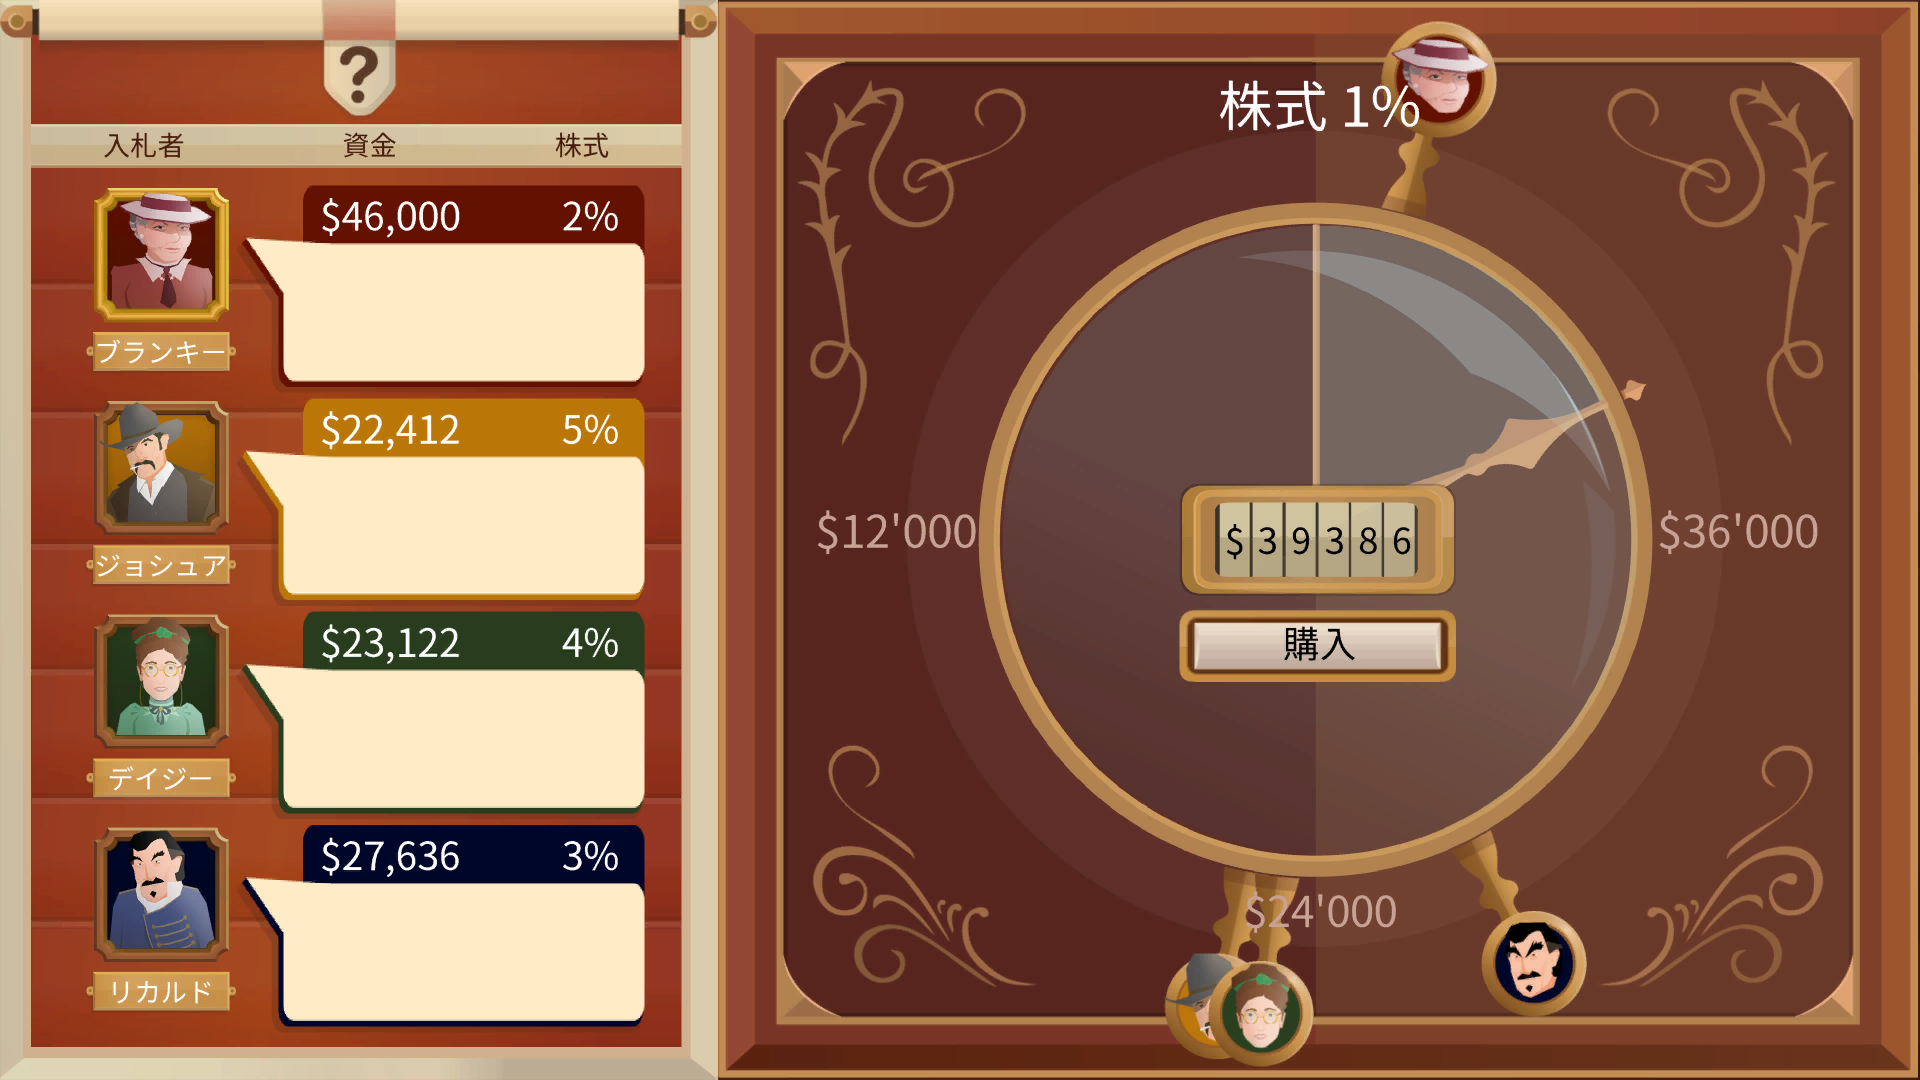 ?
入札者 資金 株式
$46,000 2%
ブランキー
$22,412 5%
ジョシュア
$23,122 4%
デイジー
$27,636 3%
リカルド
株式 1%
$12'000
$36'000
$39386
購入
$24'000